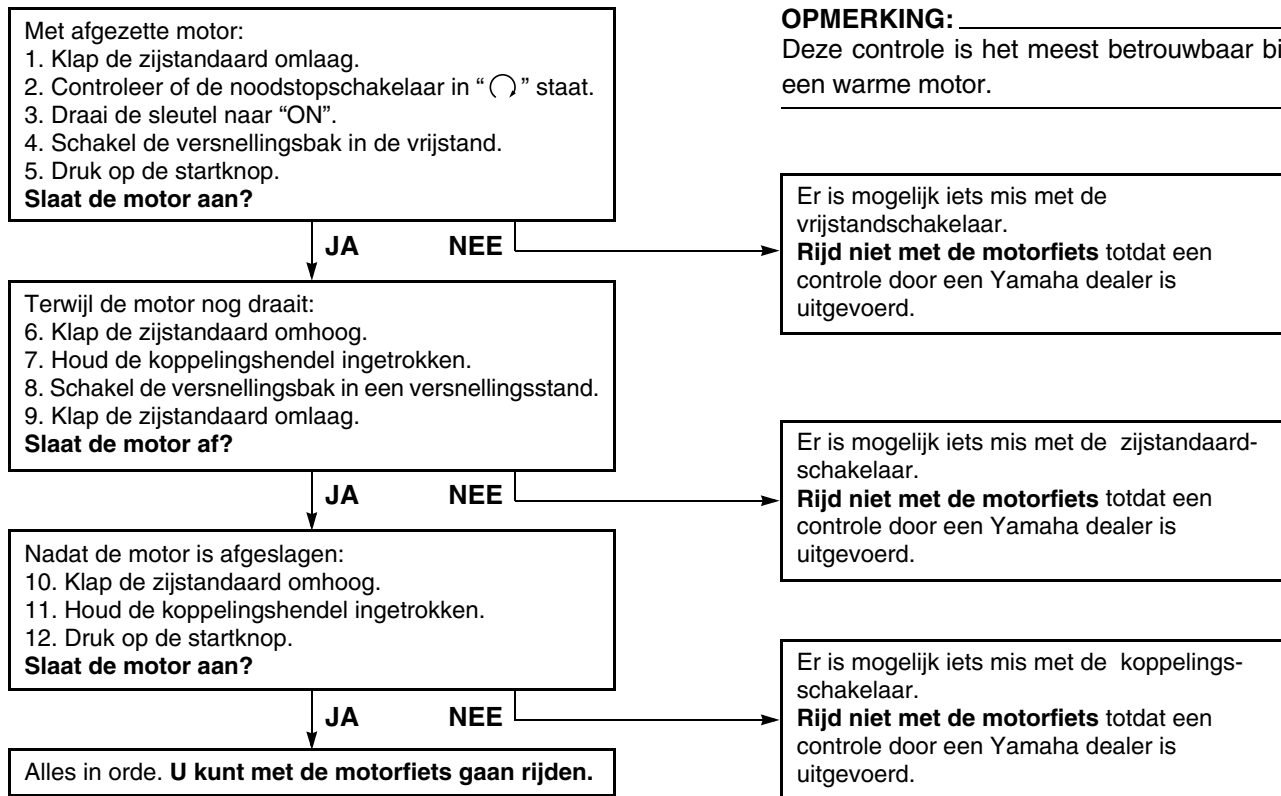 Met afgezette motor:
1. Klap de zijstandaard omlaag.
2. Controleer of de noodstopschakelaar in “ ” staat.
3. Draai de sleutel naar “ON”.
4. Schakel de versnellingsbak in de vrijstand.
5. Druk op de startknop.
Slaat de motor aan?
OPMERKING:
Deze controle is het meest betrouwbaar bi
een warme motor.
JA NEE
Er is mogelijk iets mis met de
vrijstandschakelaar.
Rijd niet met de motorfiets totdat een
controle door een Yamaha dealer is
uitgevoerd.
Terwijl de motor nog draait:
6. Klap de zijstandaard omhoog.
7. Houd de koppelingshendel ingetrokken.
8. Schakel de versnellingsbak in een versnellingsstand.
9. Klap de zijstandaard omlaag.
Slaat de motor af?
JA NEE
Er is mogelijk iets mis met de zijstandaard-
schakelaar.
Rijd niet met de motorfiets totdat een
controle door een Yamaha dealer is
uitgevoerd.
Nadat de motor is afgeslagen:
10. Klap de zijstandaard omhoog.
11. Houd de koppelingshendel ingetrokken.
12. Druk op de startknop.
Slaat de motor aan?
JA NEE
Er is mogelijk iets mis met de koppelings-
schakelaar.
Rijd niet met de motorfiets totdat een
controle door een Yamaha dealer is
uitgevoerd.
Alles in orde. U kunt met de motorfiets gaan rijden.